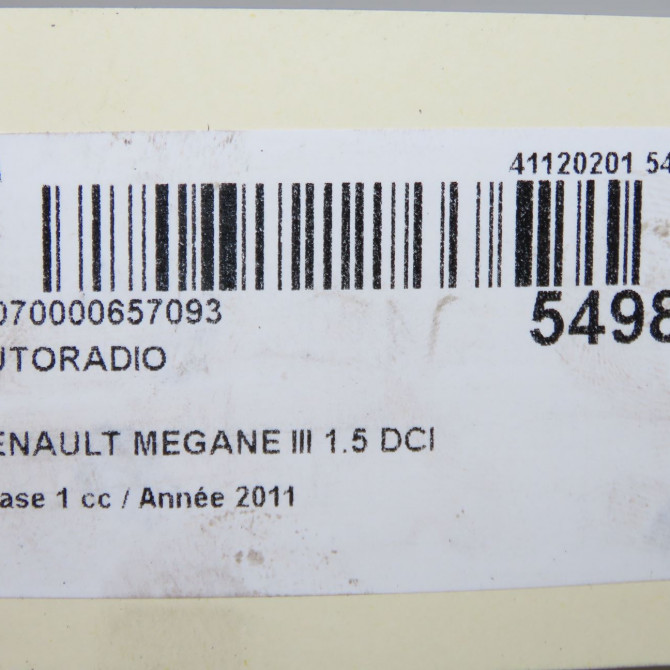 41120201 54
070000657093
5498
UTORADIO
ENAULT MEGANE III 1.5 DCI
ase 1 cc / Année 2011